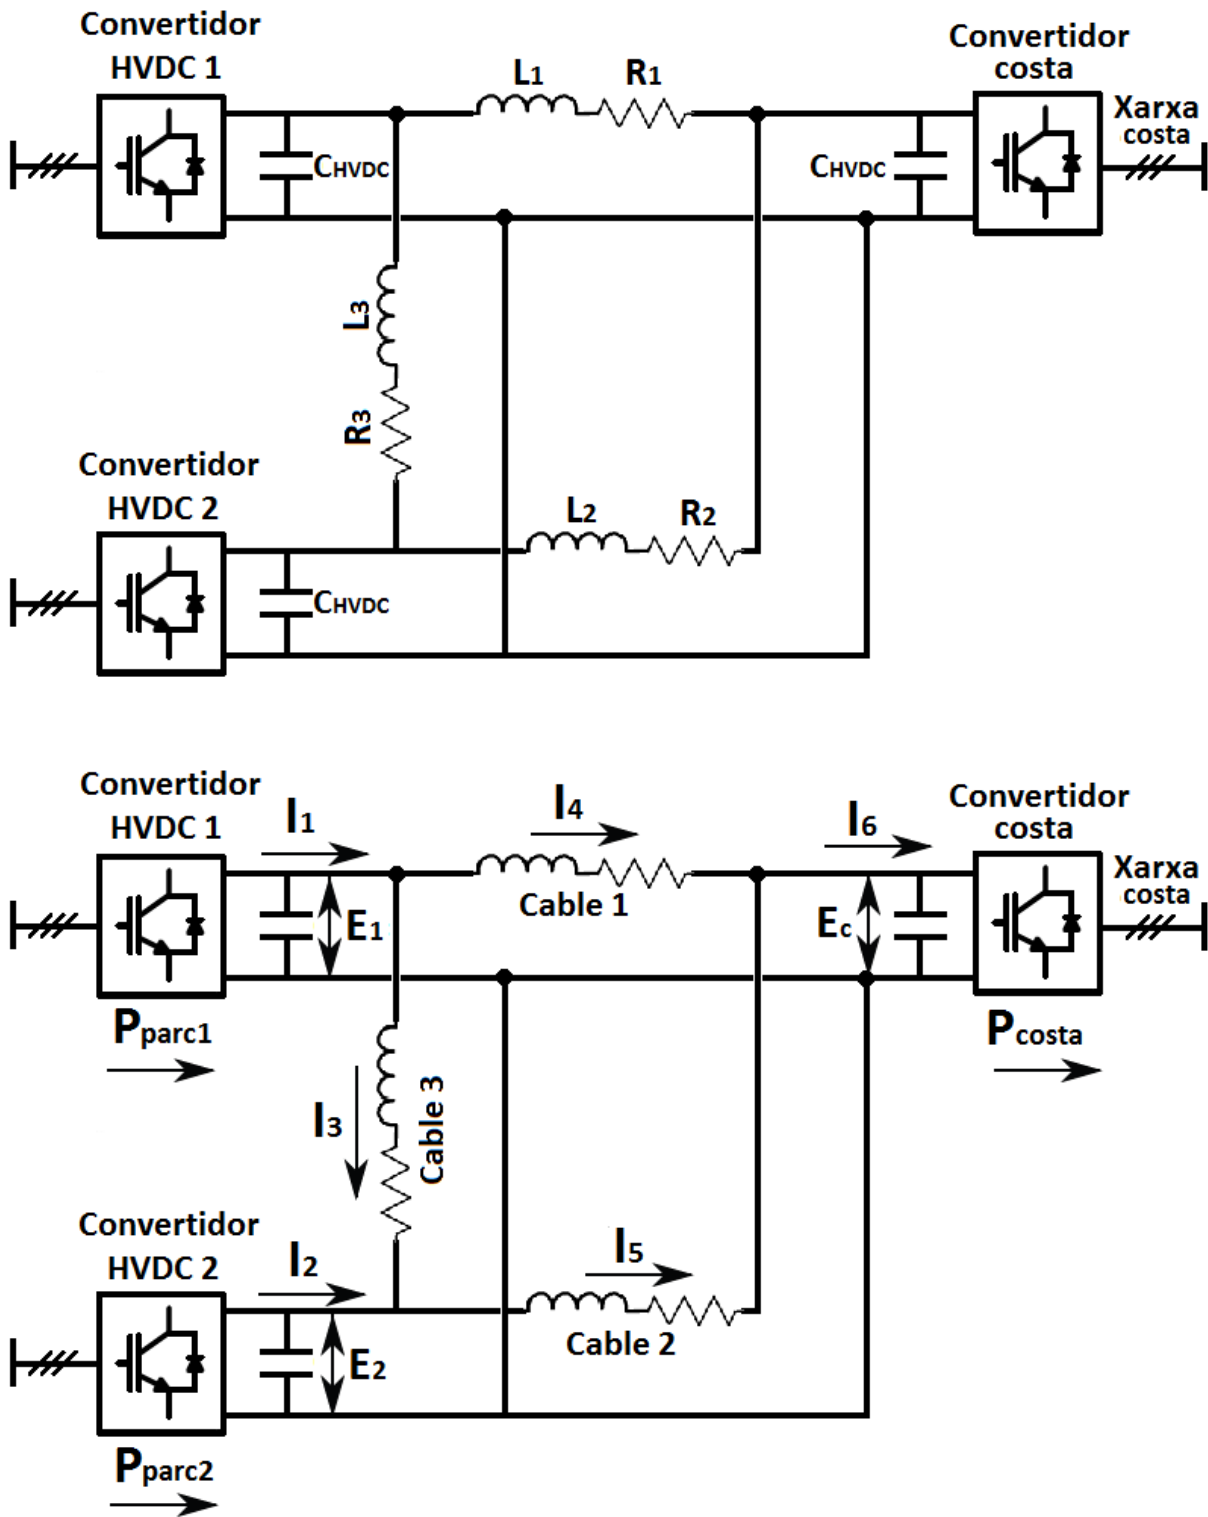 Convertidor
HVDC 1
Convertidor
costa
L1
R1
Xarxa
costa
CHVDC
CHVDC
L3
R3
Convertidor
HVDC 2
L2
R2
CHVDC
Convertidor
HVDC 1
I1
I4
I6
Convertidor
costa
Xarxa
costa
Cable 1
E1
Ec
Pparc1
Pcosta
I3
Cable 3
Convertidor
HVDC 2
I2
I5
Cable 2
E2
Pparc2